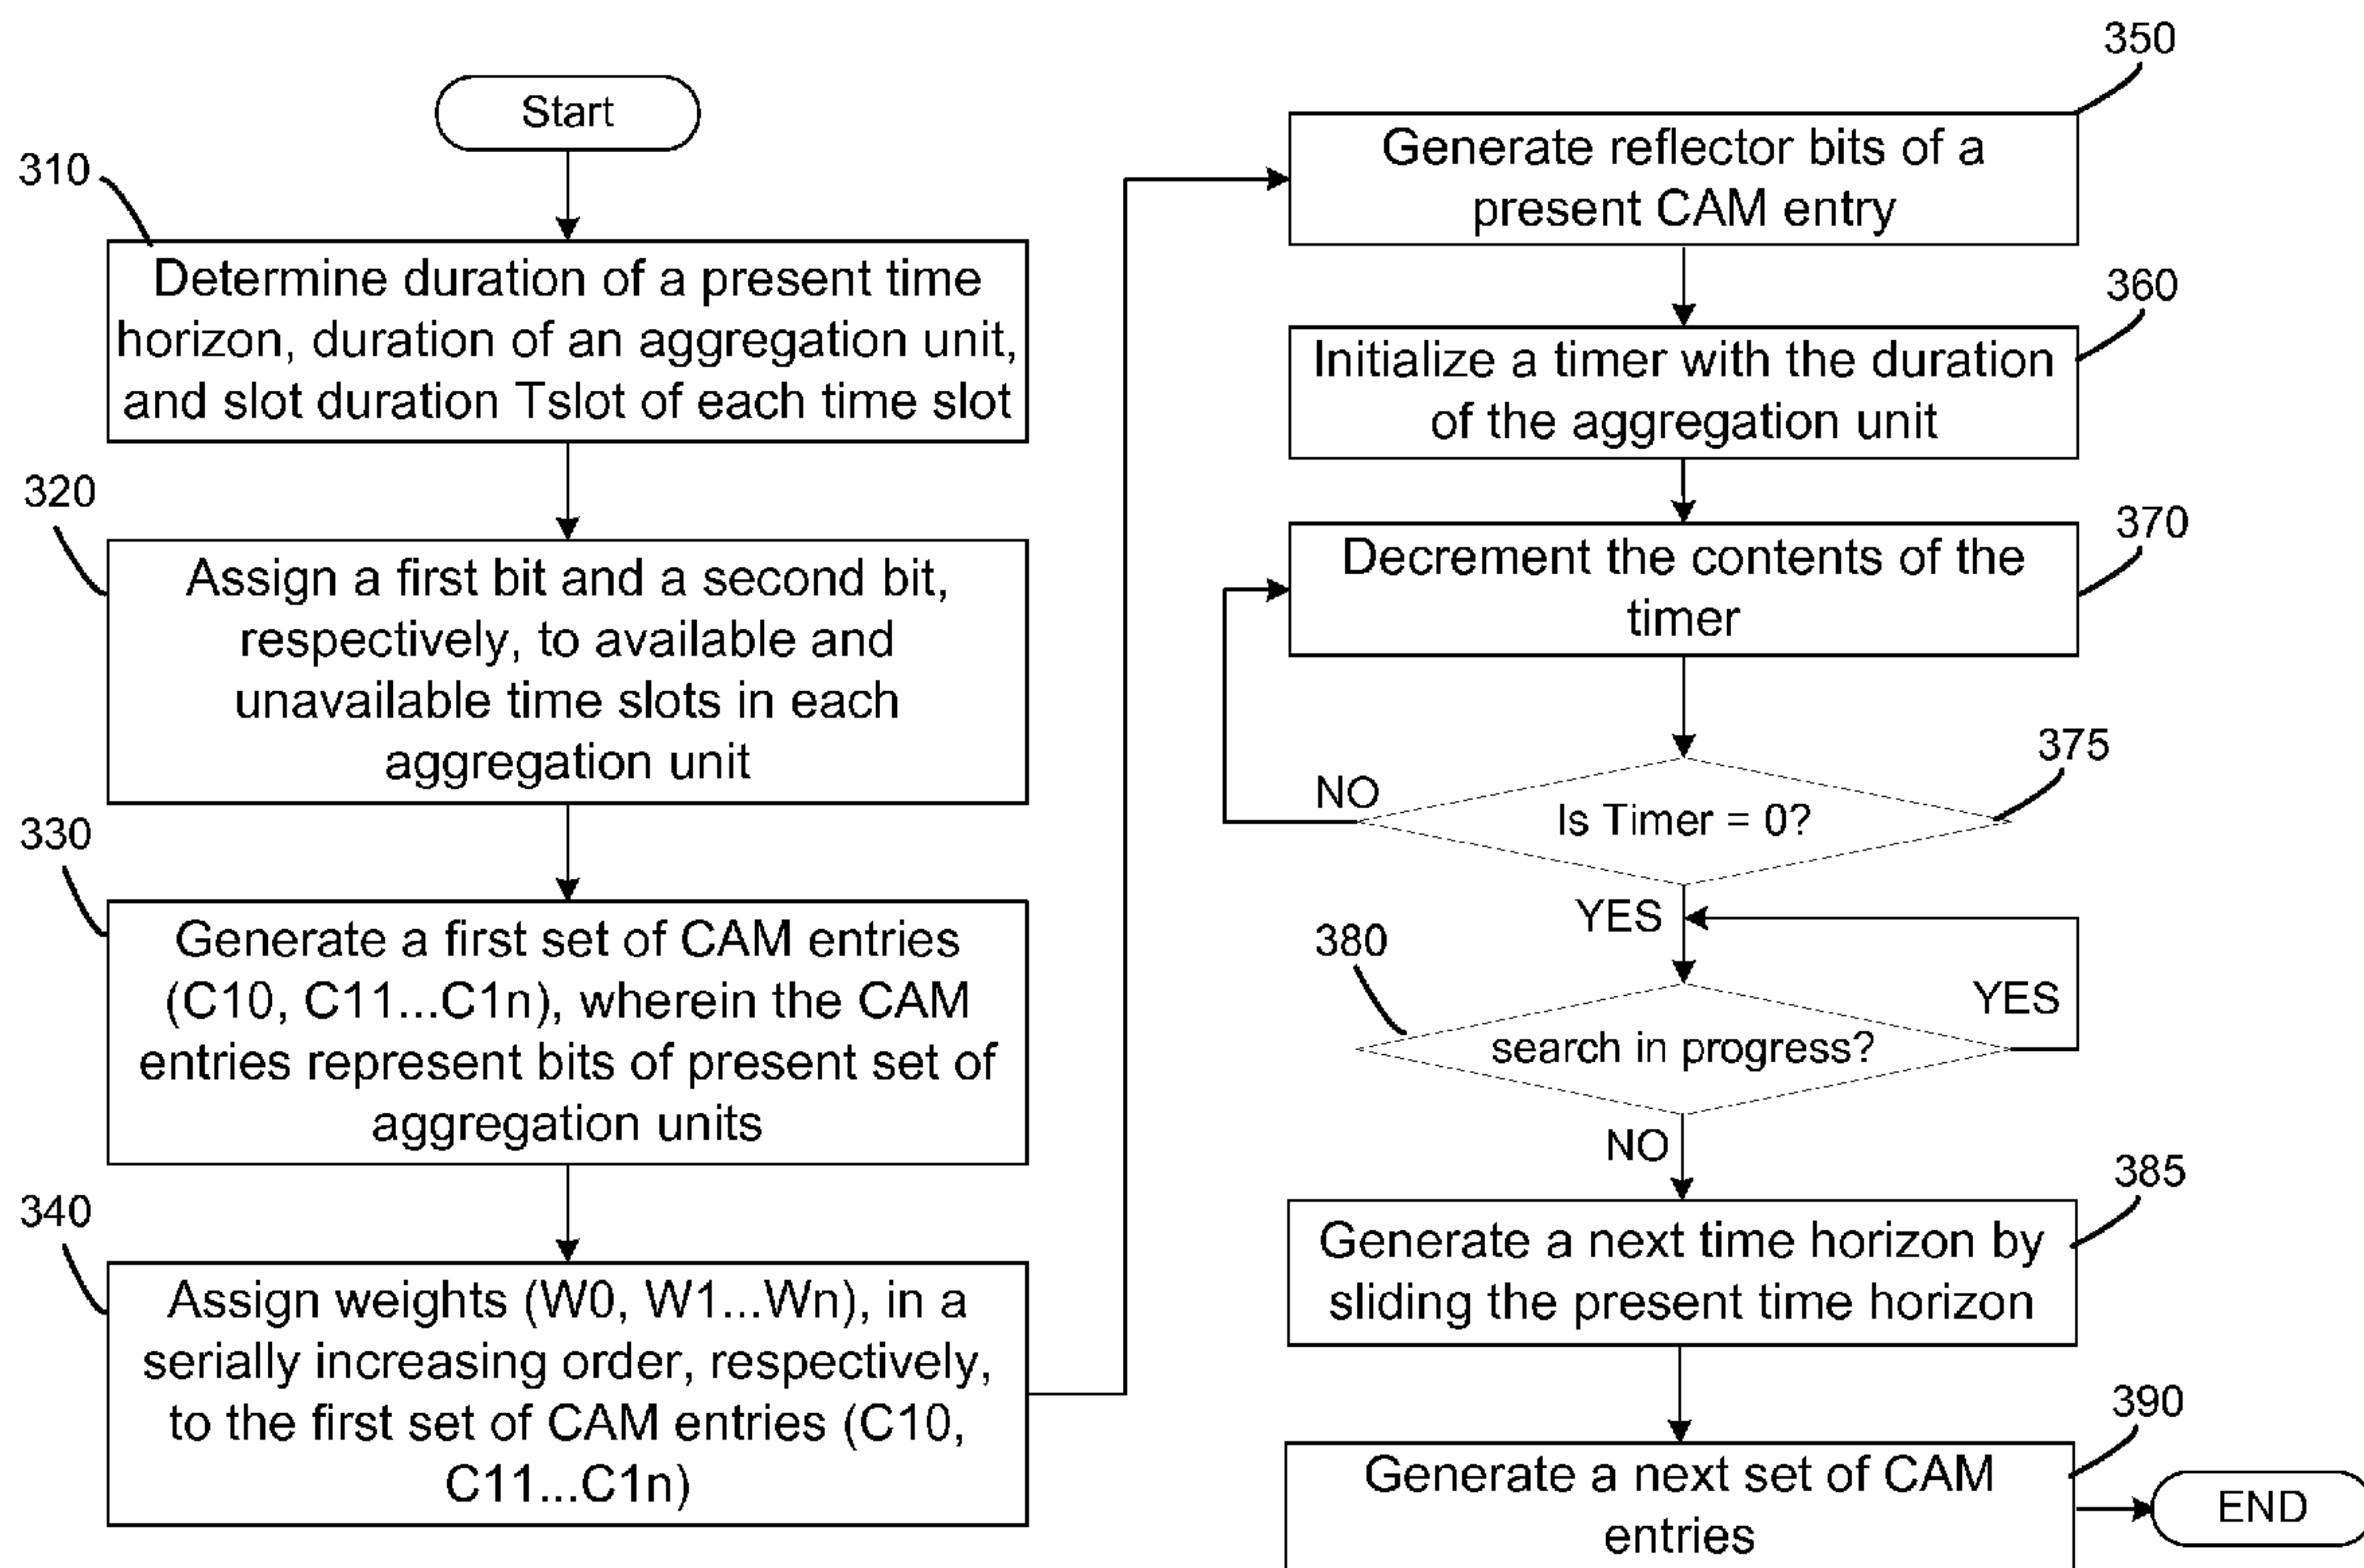 Start
310
Determine duration of a present time
horizon, duration of an aggregation unit,
and slot duration Tslot of each time slot
320
Assign a first bit and a second bit,
respectively, to available and
unavailable time slots in each
aggregation unit
330
Generate a first set of CAM entries
(C10, C11...C1n), wherein the CAM
entries represent bits of present set of
aggregation units
340
Assign weights (W0, W1...Wn), in a
serially increasing order, respectively,
to the first set of CAM entries (C10,
C11...C1n)
350
Generate reflector bits of a
present CAM entry
360
Initialize a timer with the duration
of the aggregation unit
370
Decrement the contents of the
timer
375
NO
Is Timer = 0?
YES
380
YES
search in progress?
NO
385
Generate a next time horizon by
sliding the present time horizon
390
Generate a next set of CAM
entries
END